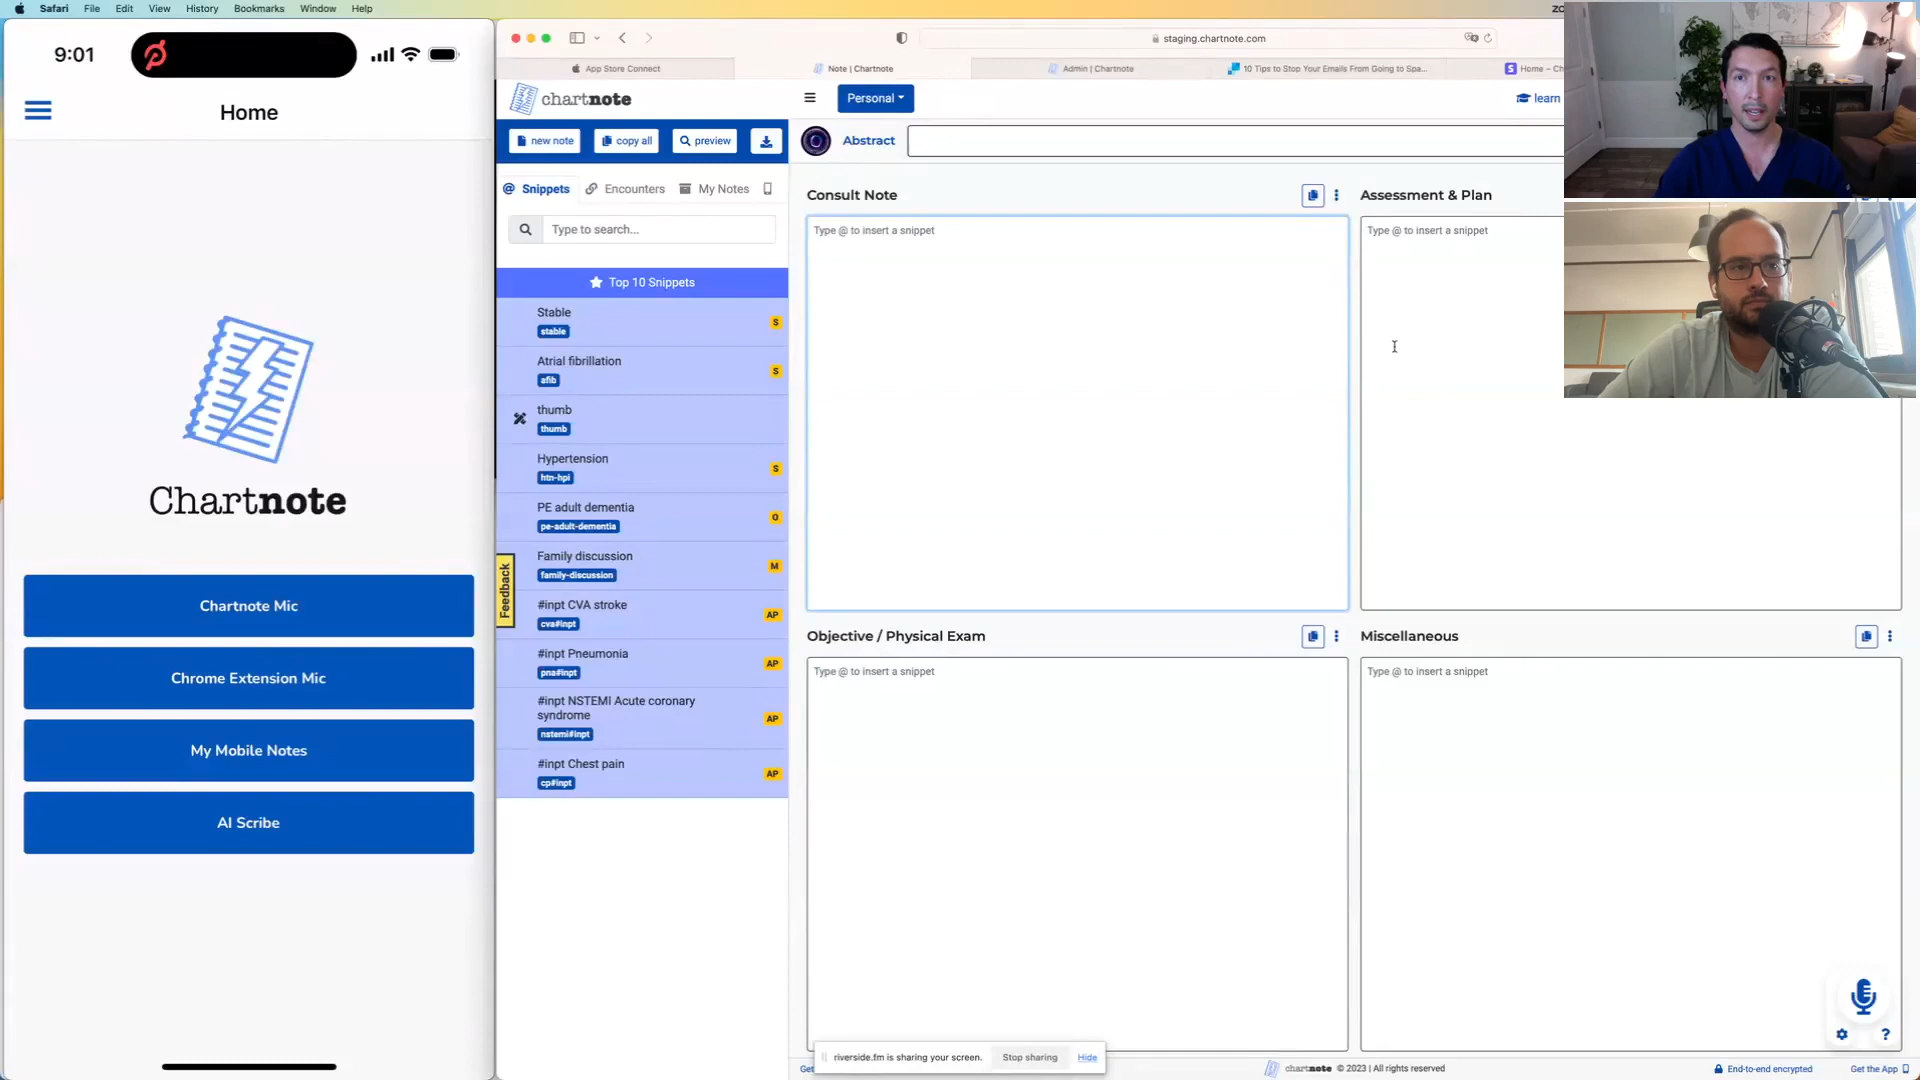 Safari File Edit View History Bookmarks Window Help
9:01
Home
Chartnote
Chartnote Mic
Chrome Extension Mic
My Mobile Notes
AI Scribe
staging.chartnote.com
App Store Connect
Note | Chartnote
Admin | Chartnote
10 Tips to Stop Your Emails From Going to Spa...
Home – Ch
chartnote
Personal
learn
new note
copy all
preview
Abstract
Snippets
Encounters
My Notes
Type to search...
Top 10 Snippets
Stable
stable
S
Atrial fibrillation
afib
S
thumb
thumb
Hypertension
htn-hpi
S
PE adult dementia
pe-adult-dementia
O
Family discussion
family-discussion
M
#inpt CVA stroke
cva#inpt
AP
#inpt Pneumonia
pna#inpt
AP
#inpt NSTEMI Acute coronary
syndrome
nstemi#inpt
AP
#inpt Chest pain
cp#inpt
AP
Feedback
Consult Note
Type @ to insert a snippet
Assessment & Plan
Type @ to insert a snippet
Objective / Physical Exam
Type @ to insert a snippet
Miscellaneous
Type @ to insert a snippet
?
riverside.fm is sharing your screen.
Stop sharing
Hide
chartnote © 2023 | All rights reserved
End-to-end encrypted
Get the App